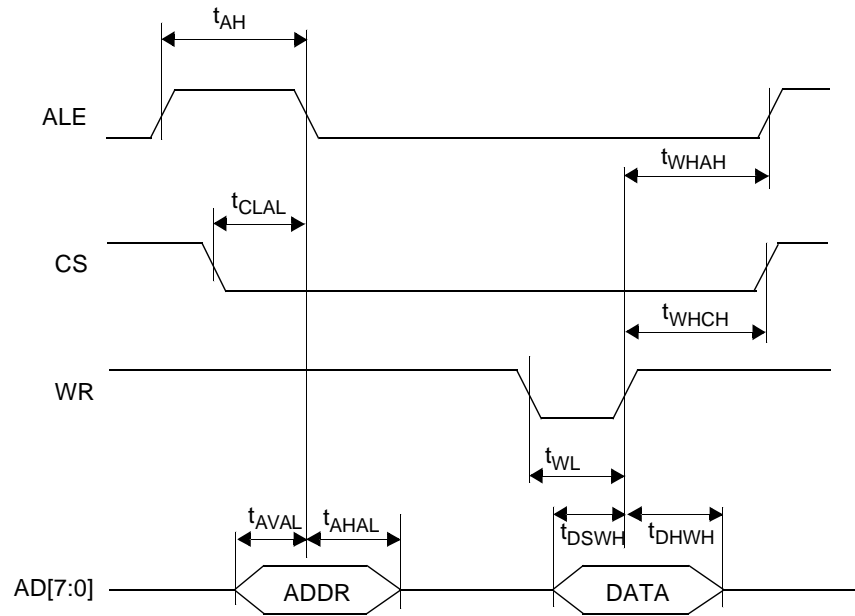 tAH
ALE
tWHAH
tCLAL
CS
tWHCH
WR
tWL
tAVAL
tAHAL
tDSWH
tDHWH
AD[7:0]
ADDR
DATA